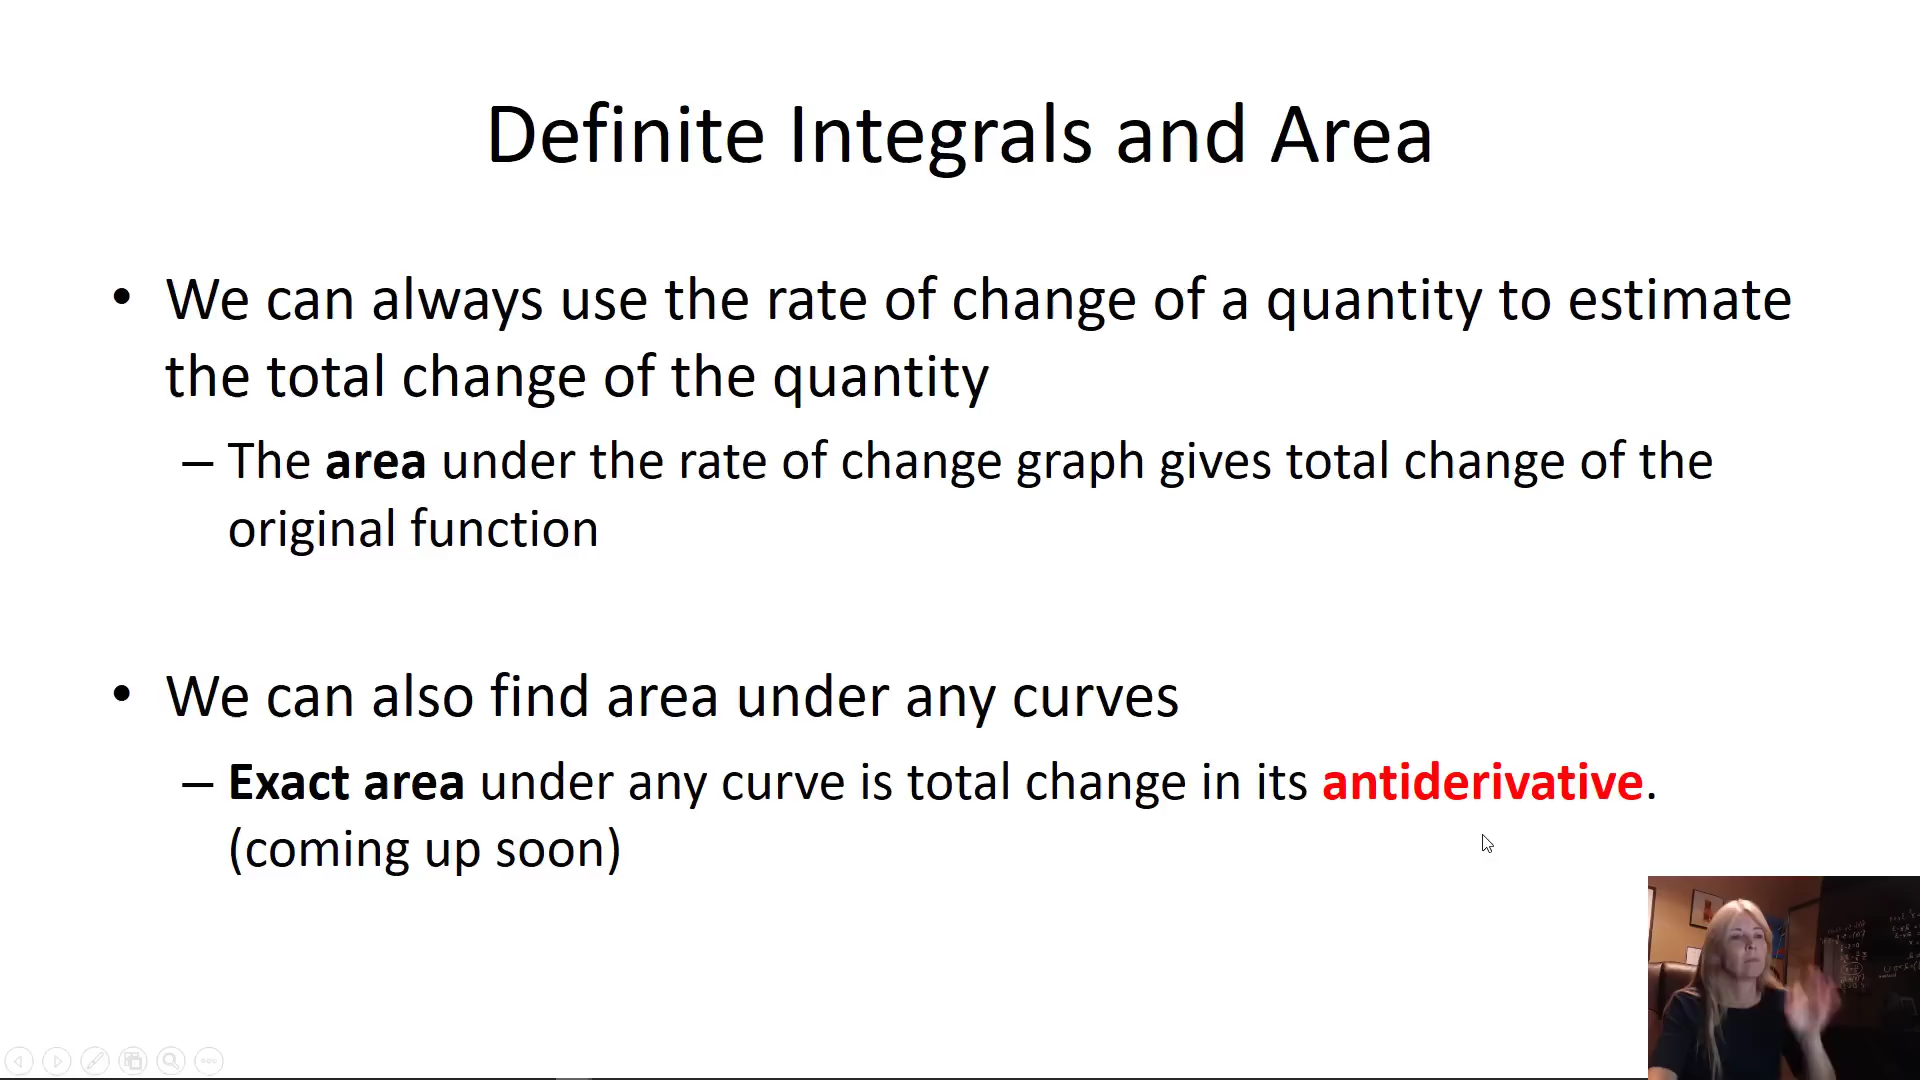 Definite Integrals and Area
• We can always use the rate of change of a quantity to estimate
the total change of the quantity
– The area under the rate of change graph gives total change of the
original function
• We can also find area under any curves
– Exact area under any curve is total change in its antiderivative.
(coming up soon)